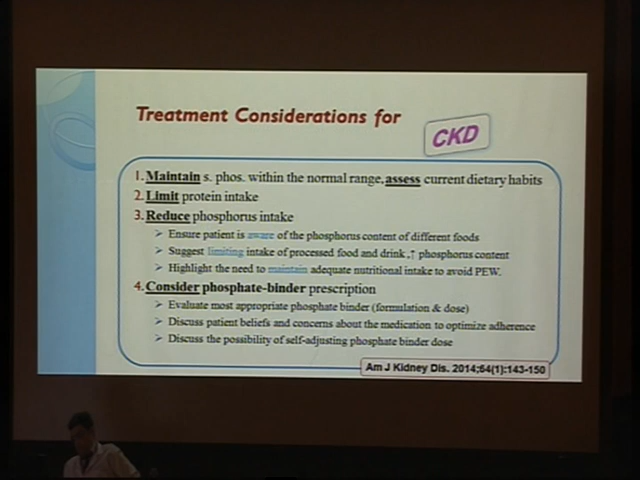 Treatment Considerations for
CKD
1. Maintain s. phos. within the normal range, assess current dietary habits
2. Limit protein intake
3. Reduce phosphorus intake
➢ Ensure patient is aware of the phosphorus content of different foods
➢ Suggest limiting intake of processed food and drink, ↑ phosphorus content
➢ Highlight the need to maintain adequate nutritional intake to avoid PEW.
4. Consider phosphate-binder prescription
➢ Evaluate most appropriate phosphate binder (formulation & dose)
➢ Discuss patient beliefs and concerns about the medication to optimize adherence
➢ Discuss the possibility of self-adjusting phosphate binder dose
Am J Kidney Dis. 2014;64(1):143-150